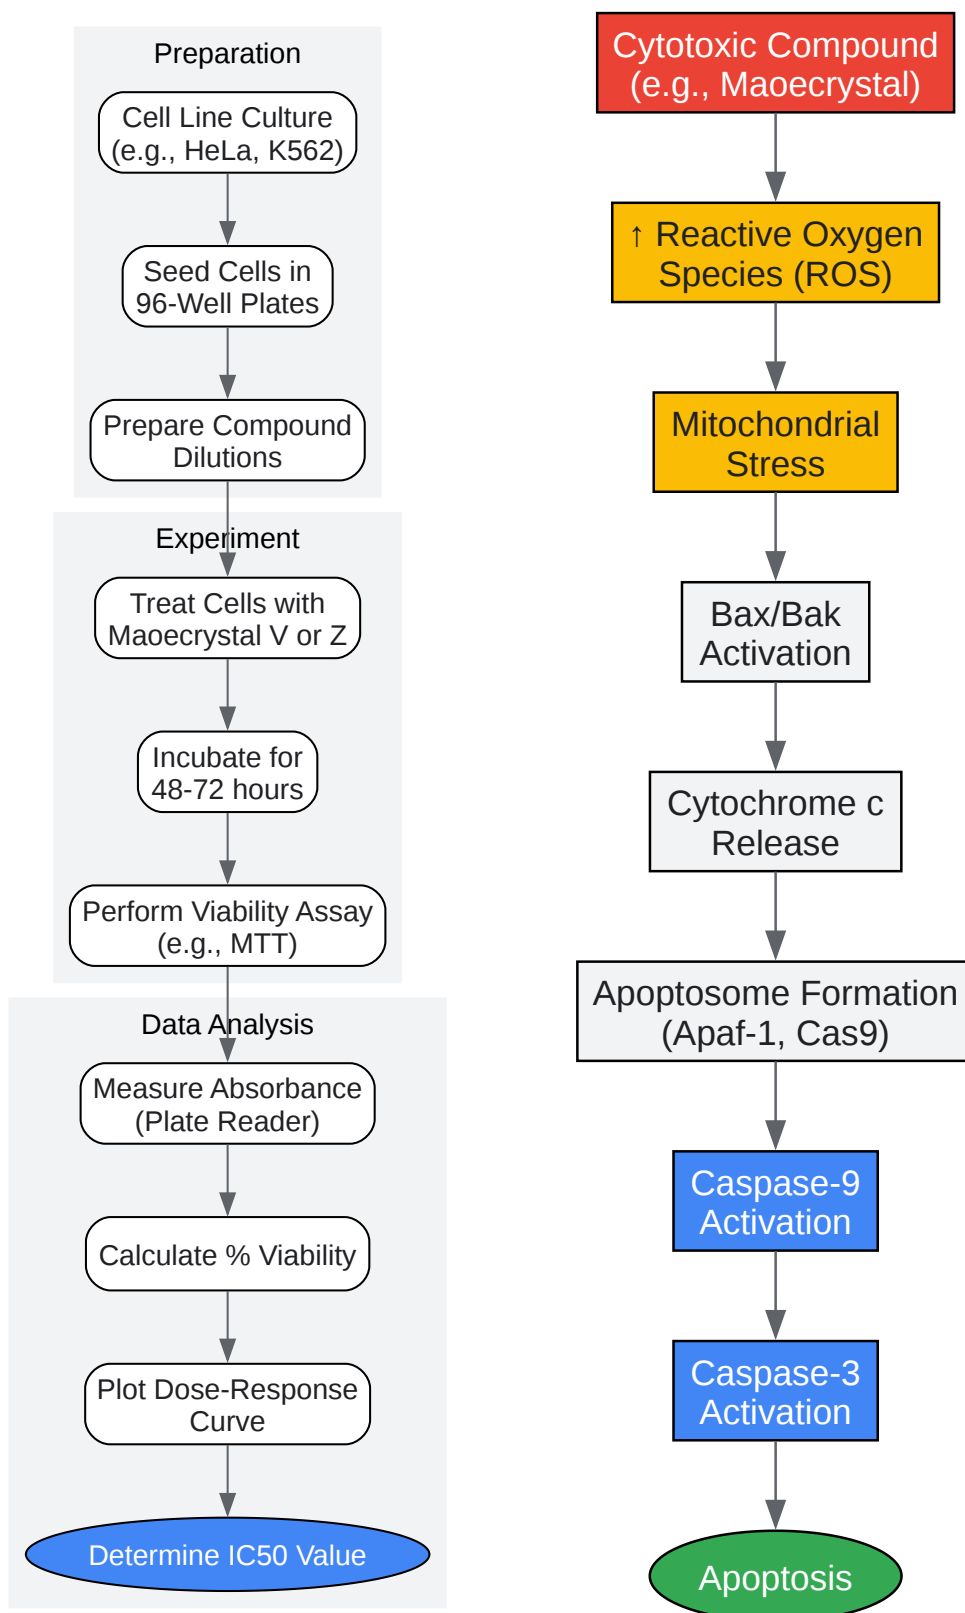 Preparation
Cell Line Culture
(e.g., HeLa, K562)
Seed Cells in
96-Well Plates
Prepare Compound
Dilutions
Experiment
Treat Cells with
Maoecrystal V or Z
Incubate for
48-72 hours
Perform Viability Assay
(e.g., MTT)
Data Analysis
Measure Absorbance
(Plate Reader)
Calculate % Viability
Plot Dose-Response
Curve
Determine IC50 Value
Cytotoxic Compound
(e.g., Maoecrystal)
↑ Reactive Oxygen
Species (ROS)
Mitochondrial
Stress
Bax/Bak
Activation
Cytochrome c
Release
Apoptosome Formation
(Apaf-1, Cas9)
Caspase-9
Activation
Caspase-3
Activation
Apoptosis